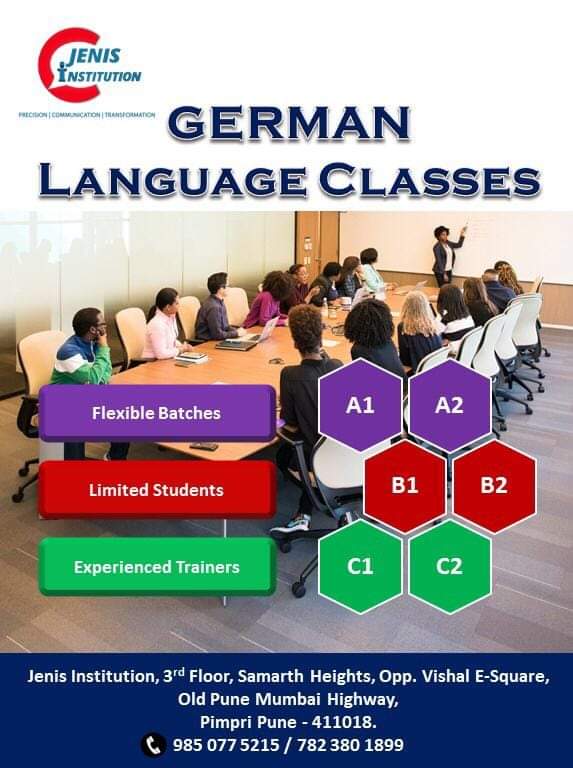 JENIS
INSTITUTION
PRECISION | COMMUNICATION | TRANSFORMATION
GERMAN
LANGUAGE CLASSES
Flexible Batches
A1
A2
Limited Students
B1
B2
Experienced Trainers
C1
C2
Jenis Institution, 3rd Floor, Samarth Heights, Opp. Vishal E-Square,
Old Pune Mumbai Highway,
Pimpri Pune - 411018.
985 077 5215 / 782 380 1899